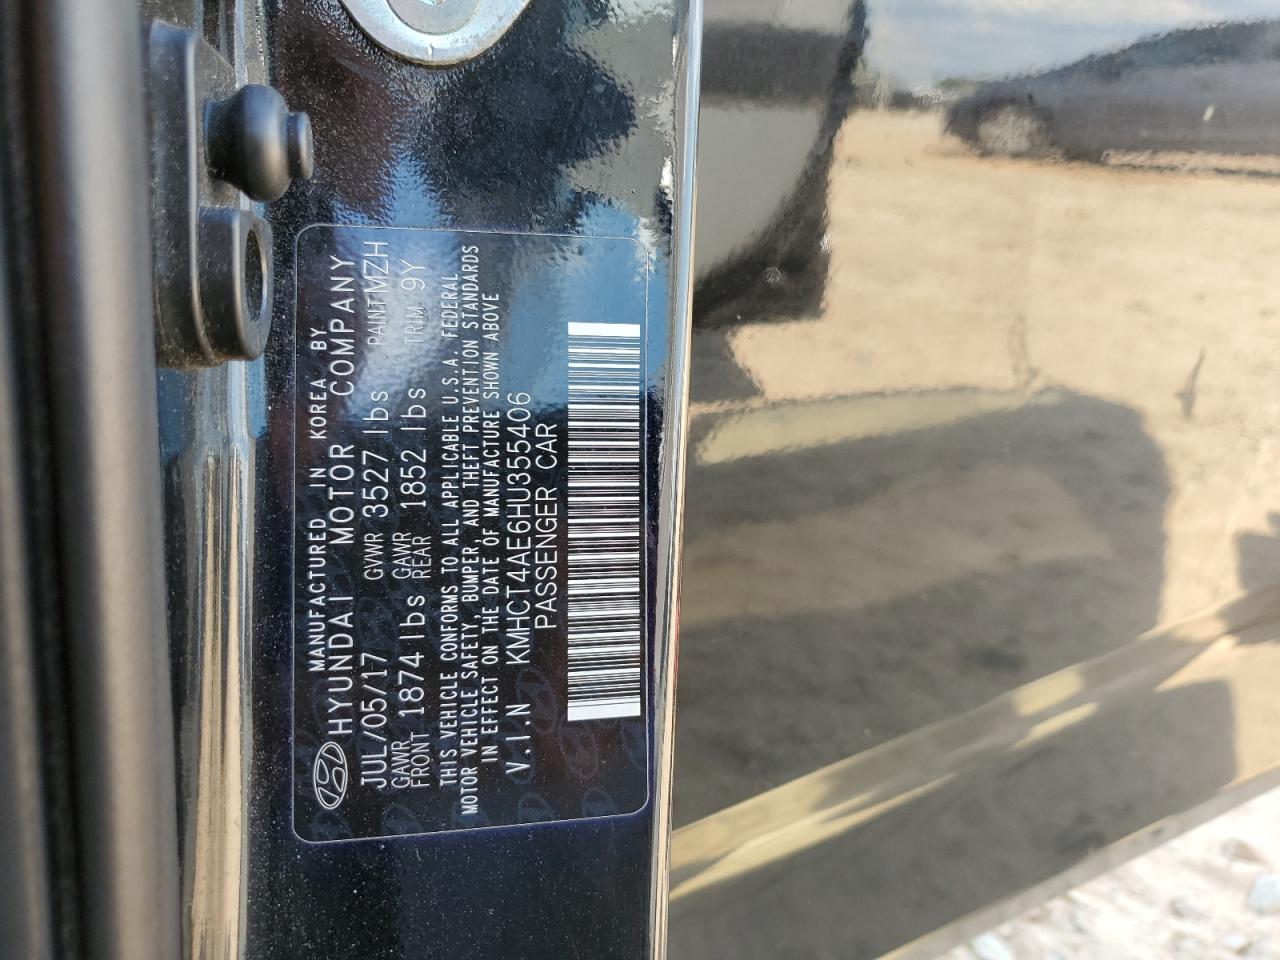 MANUFACTURED IN KOREA BY
HYUNDAI MOTOR COMPANY
JUL/05/17 GVWR 3527 lbs PAINT MZH
GAWR FRONT 1874 lbs GAWR REAR 1852 lbs TRIM 9Y
THIS VEHICLE CONFORMS TO ALL APPLICABLE U.S.A. FEDERAL
MOTOR VEHICLE SAFETY, BUMPER, AND THEFT PREVENTION STANDARDS
IN EFFECT ON THE DATE OF MANUFACTURE SHOWN ABOVE
V.I.N KMHCT4AE6HU355406
PASSENGER CAR